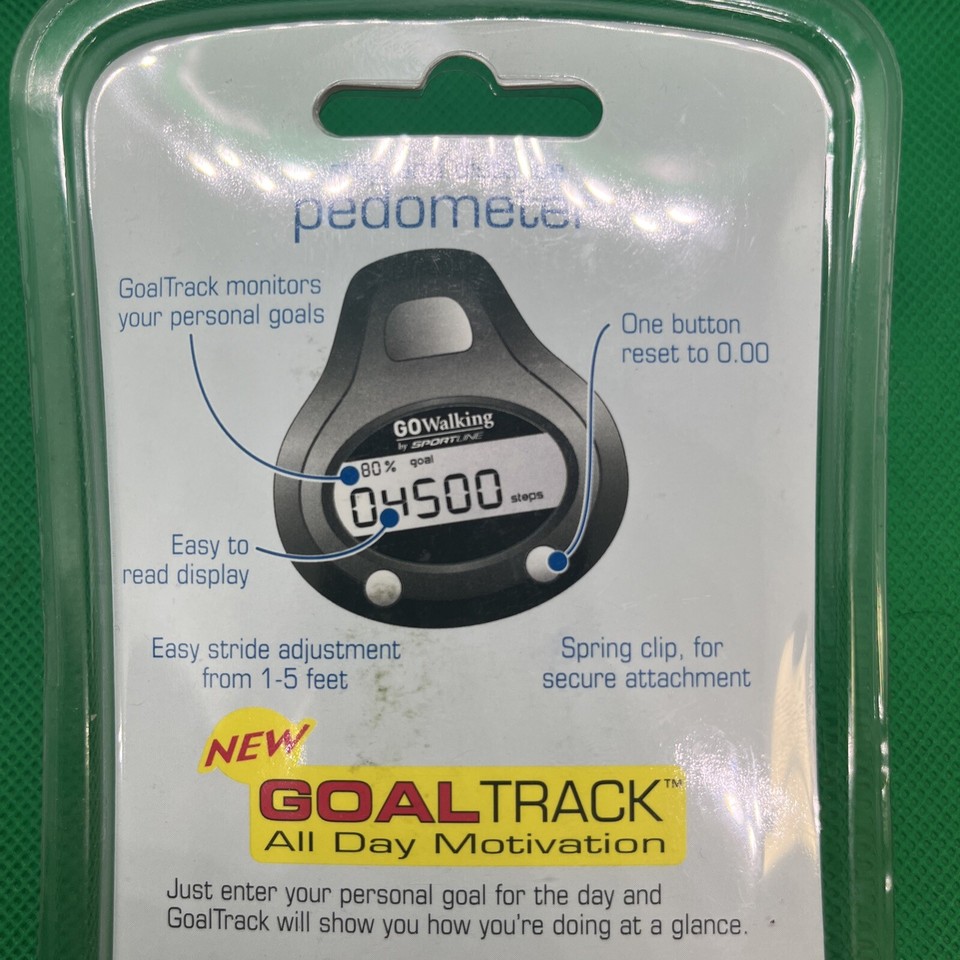 pedometer
GoalTrack monitors
your personal goals
One button
reset to 0.00
GOWalking
by SPORTLINE
80% goal
04500 steps
Easy to
read display
Easy stride adjustment
from 1-5 feet
Spring clip, for
secure attachment
NEW
GOALTRACK™
All Day Motivation
Just enter your personal goal for the day and
GoalTrack will show you how you're doing at a glance.